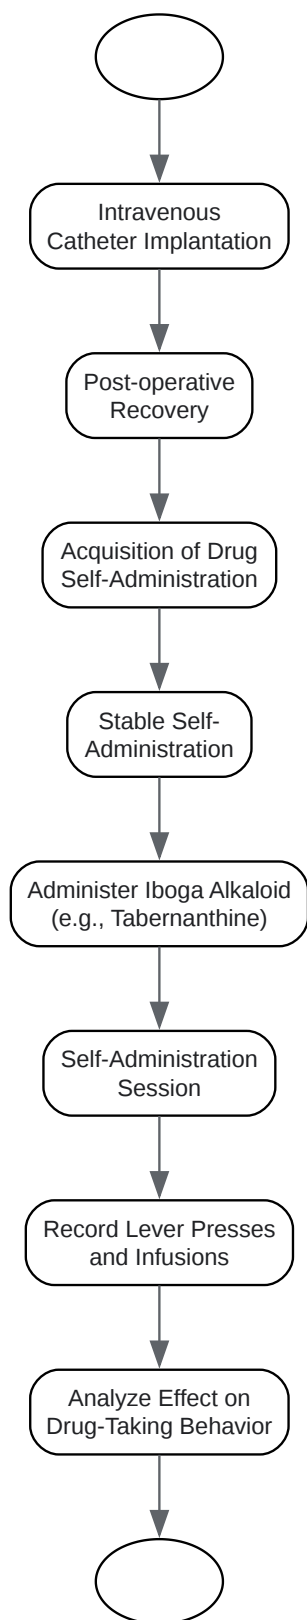 Intravenous
Catheter Implantation
Post-operative
Recovery
Acquisition of Drug
Self-Administration
Stable Self-
Administration
Administer Iboga Alkaloid
(e.g., Tabernanthine)
Self-Administration
Session
Record Lever Presses
and Infusions
Analyze Effect on
Drug-Taking Behavior